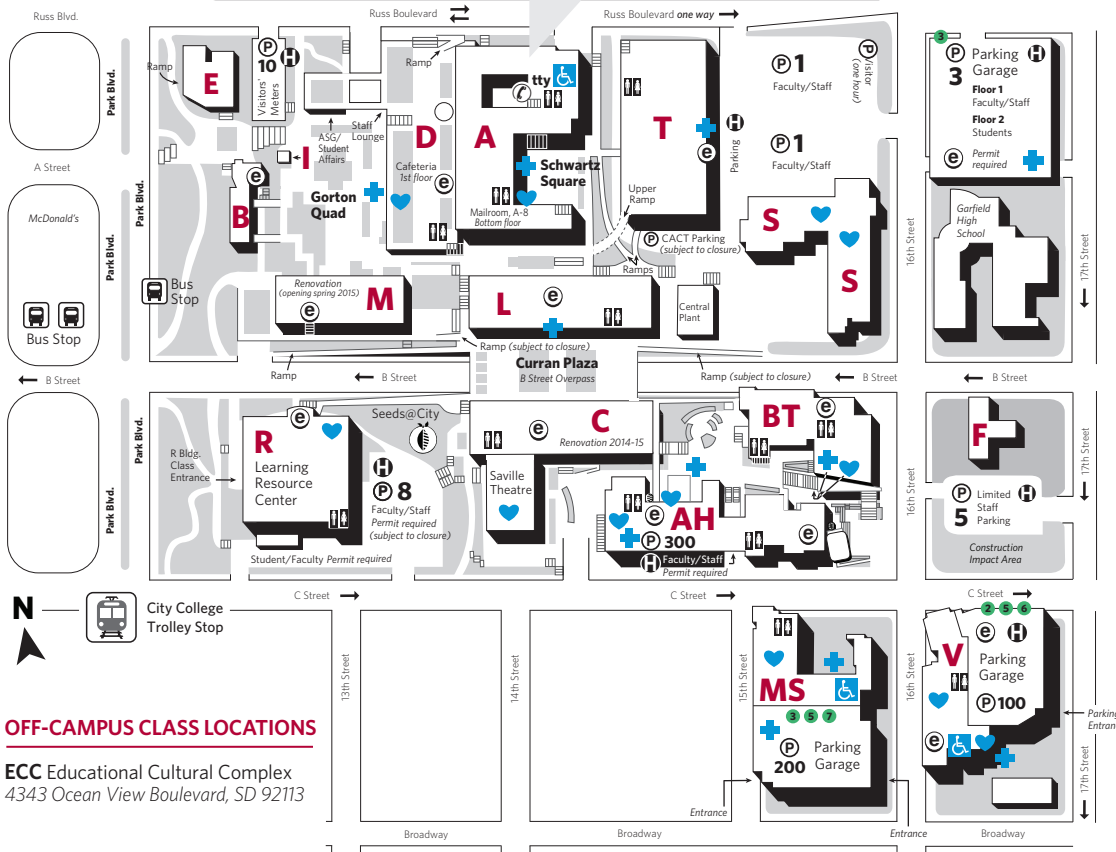 Russ Blvd.
Russ Boulevard
Russ Boulevard one way
Ramp
E
P
10
H
Visitors'
Meters
Park Blvd.
A Street
ASG/
Student
Affairs
Staff
Lounge
I
Ramp
D
Cafeteria
1st floor
e
A
tty
Schwartz
Square
Mailroom, A-8
Bottom floor
T
H
e
Parking
Upper
Ramp
P CACT Parking
(subject to closure)
Ramps
P 1
Faculty/Staff
P
Visitor
(one hour)
P 1
Faculty/Staff
S
S
3
P
3
Parking
Garage
H
Floor 1
Faculty/Staff
Floor 2
Students
e
Permit
required
Garfield
High
School
16th Street
17th Street
McDonald's
Park Blvd.
Park Blvd.
B
e
Gorton
Quad
Bus
Stop
Bus Stop
Renovation
(opening spring 2015)
e
M
L
e
Central
Plant
Ramp (subject to closure)
Curran Plaza
B Street Overpass
Ramp
Ramp (subject to closure)
B Street
B Street
B Street
B Street
Park Blvd.
Park Blvd.
R Bldg.
Class
Entrance
e
R
Learning
Resource
Center
Seeds@City
H
P 8
Faculty/Staff
Permit required
(subject to closure)
Student/Faculty Permit required
C
e
Renovation 2014-15
Saville
Theatre
BT
e
e
AH
P 300
H Faculty/Staff
Permit required
e
16th Street
F
P
5
Limited
Staff
Parking
H
Construction
Impact Area
17th Street
N
City College
Trolley Stop
C Street
C Street
C Street
13th Street
14th Street
15th Street
16th Street
MS
3 5 7
P
200
Parking
Garage
Entrance
Entrance
2 5 6
e
H
V
Parking
Garage
P 100
e
17th Street
OFF-CAMPUS CLASS LOCATIONS
ECC Educational Cultural Complex
4343 Ocean View Boulevard, SD 92113
Broadway
Broadway
Broadway